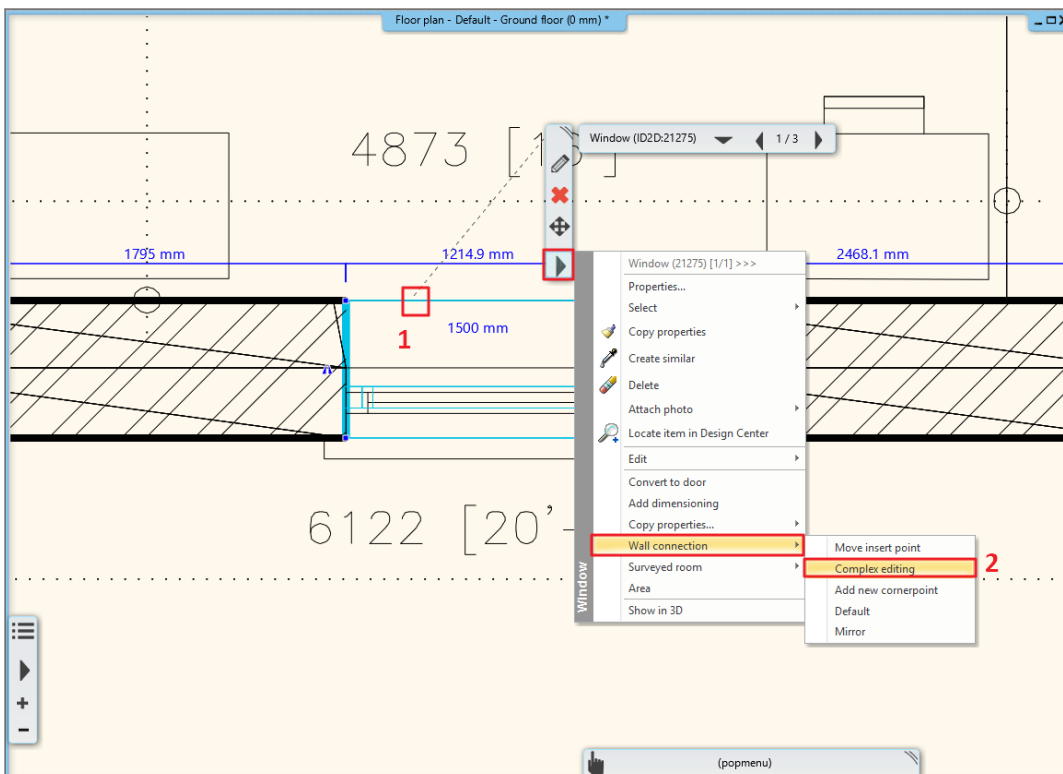 Floor plan - Default - Ground floor (0 mm) *
4873 [16'
Window (ID2D:21275)
1 / 3
1795 mm
1214.9 mm
2468.1 mm
1
1500 mm
Window (21275) [1/1] >>>
Properties...
Select
Copy properties
Create similar
Delete
Attach photo
Locate item in Design Center
Edit
Convert to door
Add dimensioning
Copy properties...
Wall connection
Surveyed room
Area
Show in 3D
Window
Move insert point
Complex editing
2
Add new cornerpoint
Default
Mirror
6122 [20'-
(popmenu)